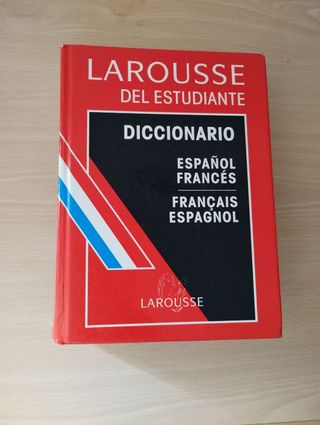 LAROUSSE
DEL ESTUDIANTE
DICCIONARIO
ESPAÑOL
FRANCÉS
FRANÇAIS
ESPAGNOL
LAROUSSE